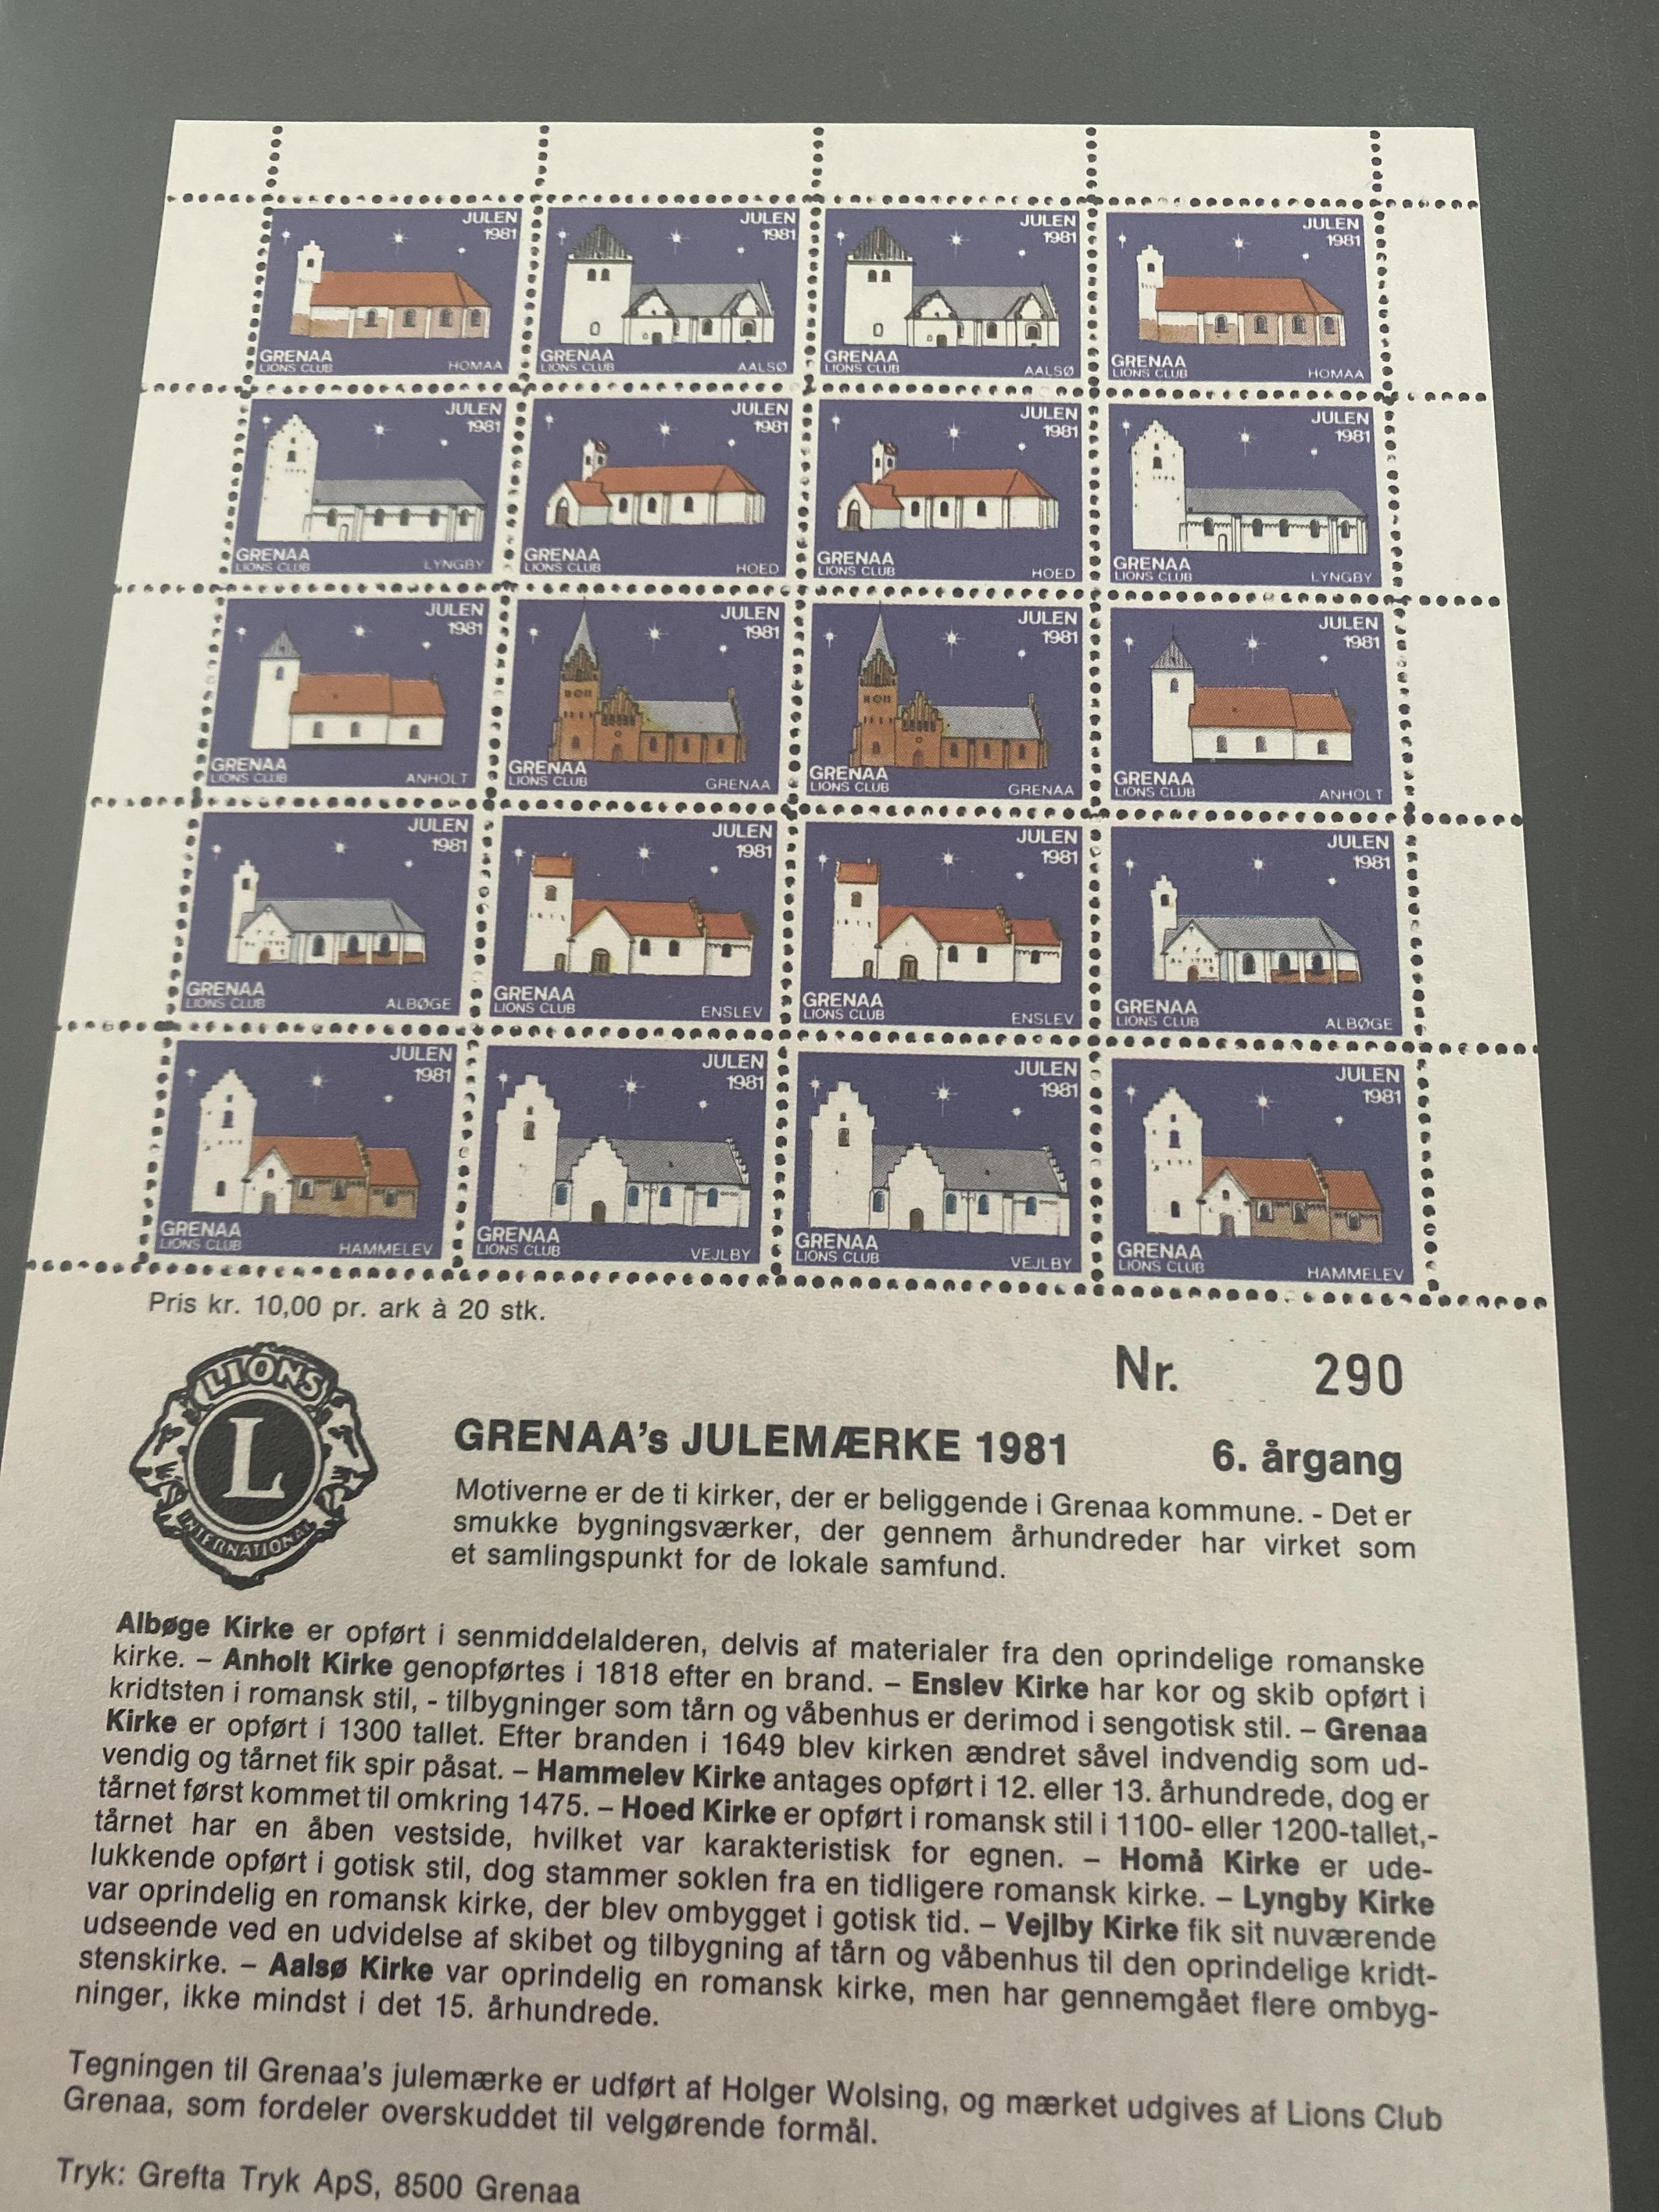 JULEN JULEN JULEN JULEN
1981 1981 1981 1981
GRENAA GRENAA GRENAA GRENAA
LIONS CLUB HOMAA LIONS CLUB AALSØ LIONS CLUB AALSØ LIONS CLUB HOMAA
JULEN JULEN JULEN JULEN
1981 1981 1981 1981
GRENAA GRENAA GRENAA GRENAA
LIONS CLUB LYNGBY LIONS CLUB HOED LIONS CLUB HOED LIONS CLUB LYNGBY
JULEN JULEN JULEN JULEN
1981 1981 1981 1981
GRENAA GRENAA GRENAA GRENAA
LIONS CLUB ANHOLT LIONS CLUB GRENAA LIONS CLUB GRENAA LIONS CLUB ANHOLT
JULEN JULEN JULEN JULEN
1981 1981 1981 1981
GRENAA GRENAA GRENAA GRENAA
LIONS CLUB ALBØGE LIONS CLUB ENSLEV LIONS CLUB ENSLEV LIONS CLUB ALBØGE
JULEN JULEN JULEN JULEN
1981 1981 1981 1981
GRENAA GRENAA GRENAA GRENAA
LIONS CLUB HAMMELEV LIONS CLUB VEJLBY LIONS CLUB VEJLBY LIONS CLUB HAMMELEV
Pris kr. 10,00 pr. ark à 20 stk.
LIONS
L
INTERNATIONAL
Nr. 290
GRENAA's JULEMÆRKE 1981 6. årgang
Motiverne er de ti kirker, der er beliggende i Grenaa kommune. - Det er
smukke bygningsværker, der gennem århundreder har virket som
et samlingspunkt for de lokale samfund.
Albøge Kirke er opført i senmiddelalderen, delvis af materialer fra den oprindelige romanske
kirke. – Anholt Kirke genopførtes i 1818 efter en brand. – Enslev Kirke har kor og skib opført i
kridtsten i romansk stil, - tilbygninger som tårn og våbenhus er derimod i sengotisk stil. – Grenaa
Kirke er opført i 1300 tallet. Efter branden i 1649 blev kirken ændret såvel indvendig som ud-
vendig og tårnet fik spir påsat. – Hammelev Kirke antages opført i 12. eller 13. århundrede, dog er
tårnet først kommet til omkring 1475. – Hoed Kirke er opført i romansk stil i 1100- eller 1200-tallet,-
tårnet har en åben vestside, hvilket var karakteristisk for egnen. – Homå Kirke er ude-
lukkende opført i gotisk stil, dog stammer soklen fra en tidligere romansk kirke. – Lyngby Kirke
var oprindelig en romansk kirke, der blev ombygget i gotisk tid. – Vejlby Kirke fik sit nuværende
udseende ved en udvidelse af skibet og tilbygning af tårn og våbenhus til den oprindelige kridt-
stenskirke. – Aalsø Kirke var oprindelig en romansk kirke, men har gennemgået flere ombyg-
ninger, ikke mindst i det 15. århundrede.
Tegningen til Grenaa's julemærke er udført af Holger Wolsing, og mærket udgives af Lions Club
Grenaa, som fordeler overskuddet til velgørende formål.
Tryk: Grefta Tryk ApS, 8500 Grenaa